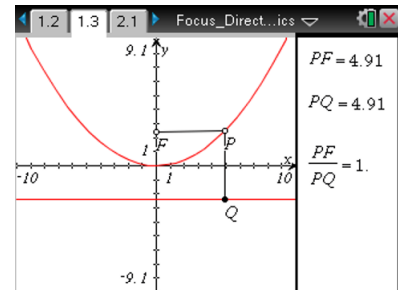 1.2 1.3 2.1 Focus_Direct...ics
9.1 y
PF=4.91
PQ=4.91
PF
PQ
=1.
F
P
1
x
-10
1
10
Q
-9.1